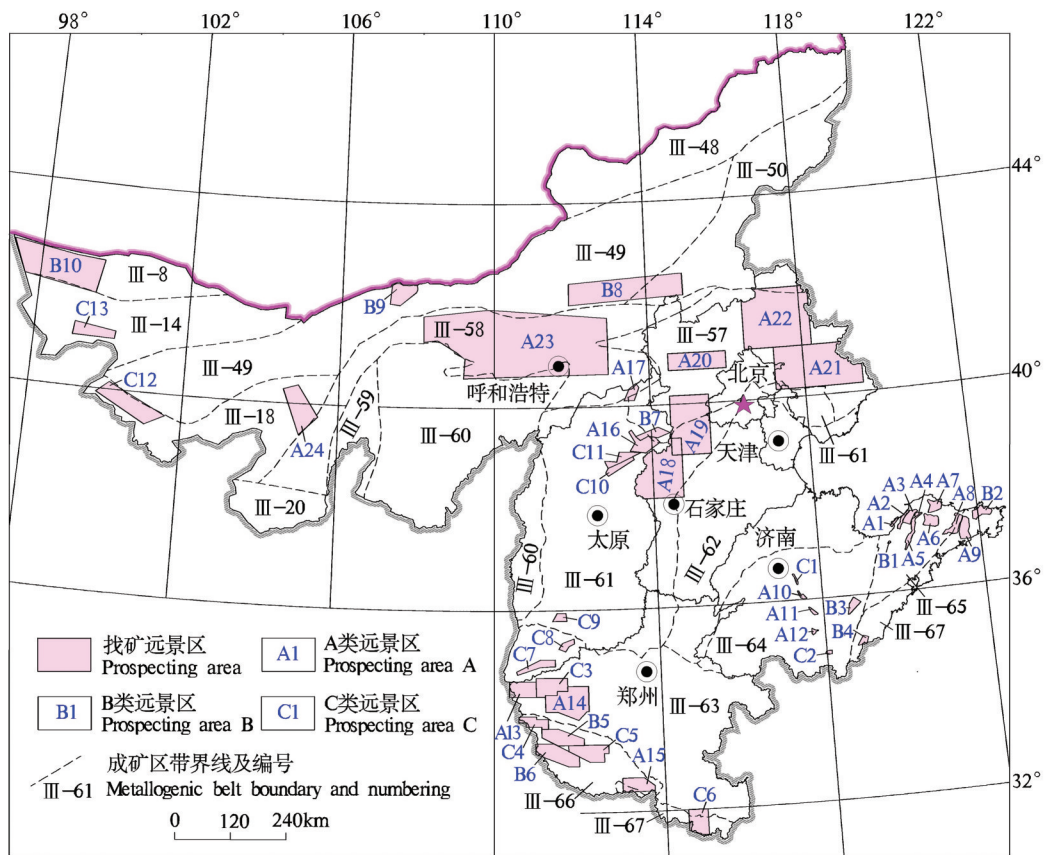 98°
102°
106°
110°
114°
118°
122°
Ⅲ−48
Ⅲ−50
44°
Ⅲ−49
B10
Ⅲ−8
B9
B8
C13
Ⅲ−14
Ⅲ−58
Ⅲ−57
A22
A23
A20
A17
北京
A21
40°
Ⅲ−49
呼和浩特
C12
Ⅲ−18
Ⅲ−59
A24
Ⅲ−60
A16
B7
A19
C11
天津
Ⅲ−61
C10
A18
Ⅲ−20
石家庄
太原
Ⅲ−62
济南
A3
A4
A7
A2
A8
B2
A1
A6
B1
A5
A9
Ⅲ−60
Ⅲ−61
C1
36°
A10
A11
B3
Ⅲ−65
A12
B4
Ⅲ−67
C2
Ⅲ−64
C9
C8
C7
C3
A14
郑州
Ⅲ−63
A13
C4
B5
C5
B6
A15
Ⅲ−66
32°
C6
Ⅲ−67
找矿远景区
Prospecting area
A1
A类远景区
Prospecting area A
B1
B类远景区
Prospecting area B
C1
C类远景区
Prospecting area C
成矿区带界线及编号
Ⅲ−61
Metallogenic belt boundary and numbering
0 120 240km